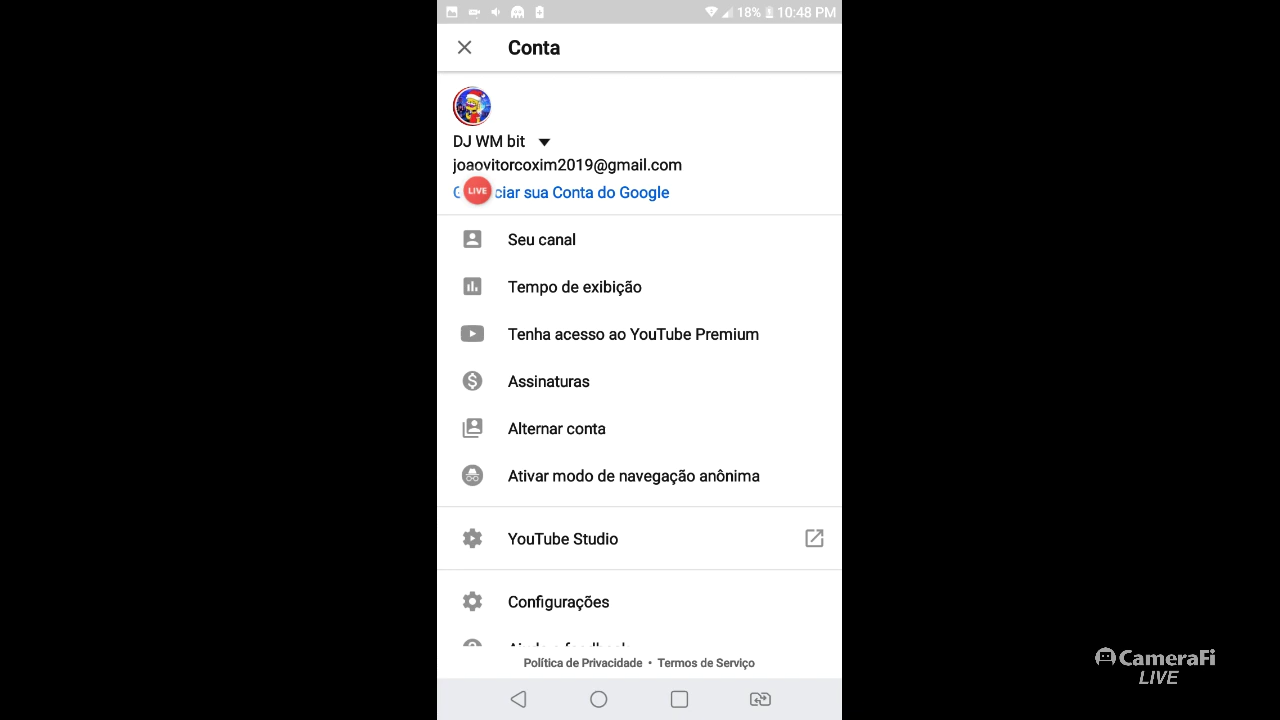 18% 10:48 PM
Conta
DJ WM bit
joaovitorcoxim2019@gmail.com
LIVE ciar sua Conta do Google
Seu canal
Tempo de exibição
Tenha acesso ao YouTube Premium
Assinaturas
Alternar conta
Ativar modo de navegação anônima
YouTube Studio
Configurações
Política de Privacidade • Termos de Serviço
CameraFi
LIVE